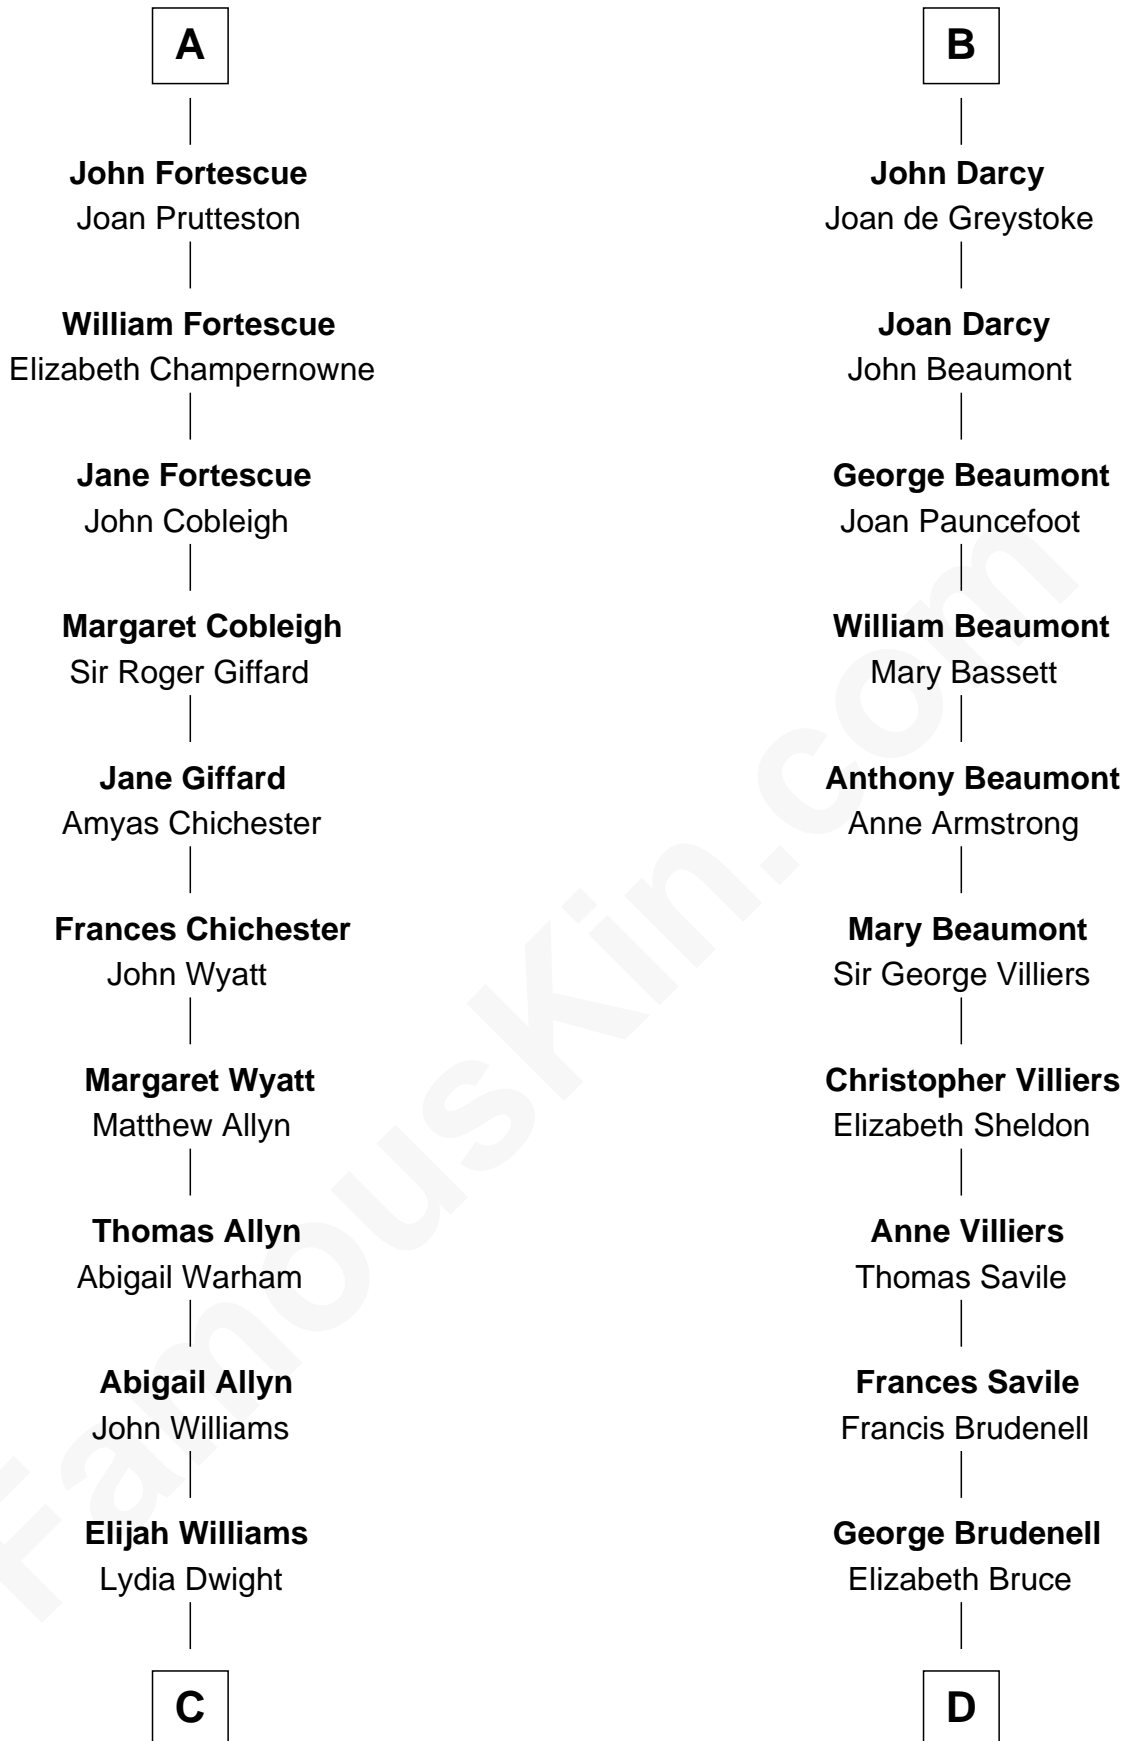 A
John Fortescue
Joan Prutteston
William Fortescue
Elizabeth Champernowne
Jane Fortescue
John Cobleigh
Margaret Cobleigh
Sir Roger Giffard
Jane Giffard
Amyas Chichester
Frances Chichester
John Wyatt
Margaret Wyatt
Matthew Allyn
Thomas Allyn
Abigail Warham
Abigail Allyn
John Williams
Elijah Williams
Lydia Dwight
C
B
John Darcy
Joan de Greystoke
Joan Darcy
John Beaumont
George Beaumont
Joan Pauncefoot
William Beaumont
Mary Bassett
Anthony Beaumont
Anne Armstrong
Mary Beaumont
Sir George Villiers
Christopher Villiers
Elizabeth Sheldon
Anne Villiers
Thomas Savile
Frances Savile
Francis Brudenell
George Brudenell
Elizabeth Bruce
D
FamousKin.com